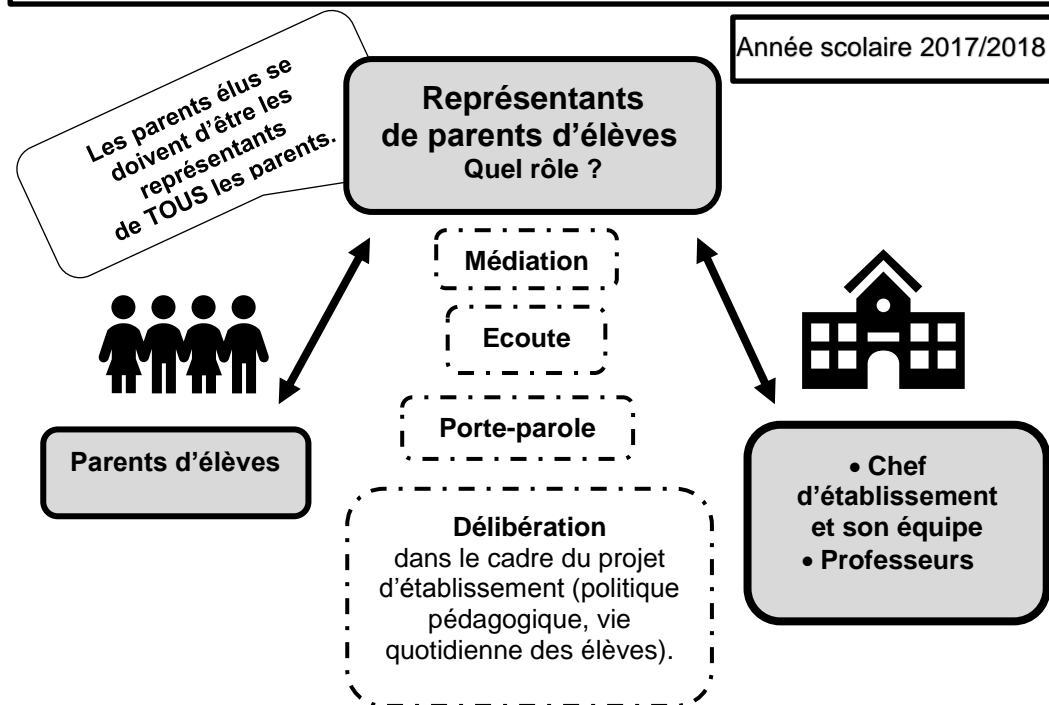 Année scolaire 2017/2018
Les parents élus se
doivent d'être les
représentants
de TOUS les parents.
Représentants
de parents d'élèves
Quel rôle ?
Médiation
Ecoute
Porte-parole
Parents d'élèves
Délibération
dans le cadre du projet
d'établissement (politique
pédagogique, vie
quotidienne des élèves).
• Chef
d'établissement
et son équipe
• Professeurs